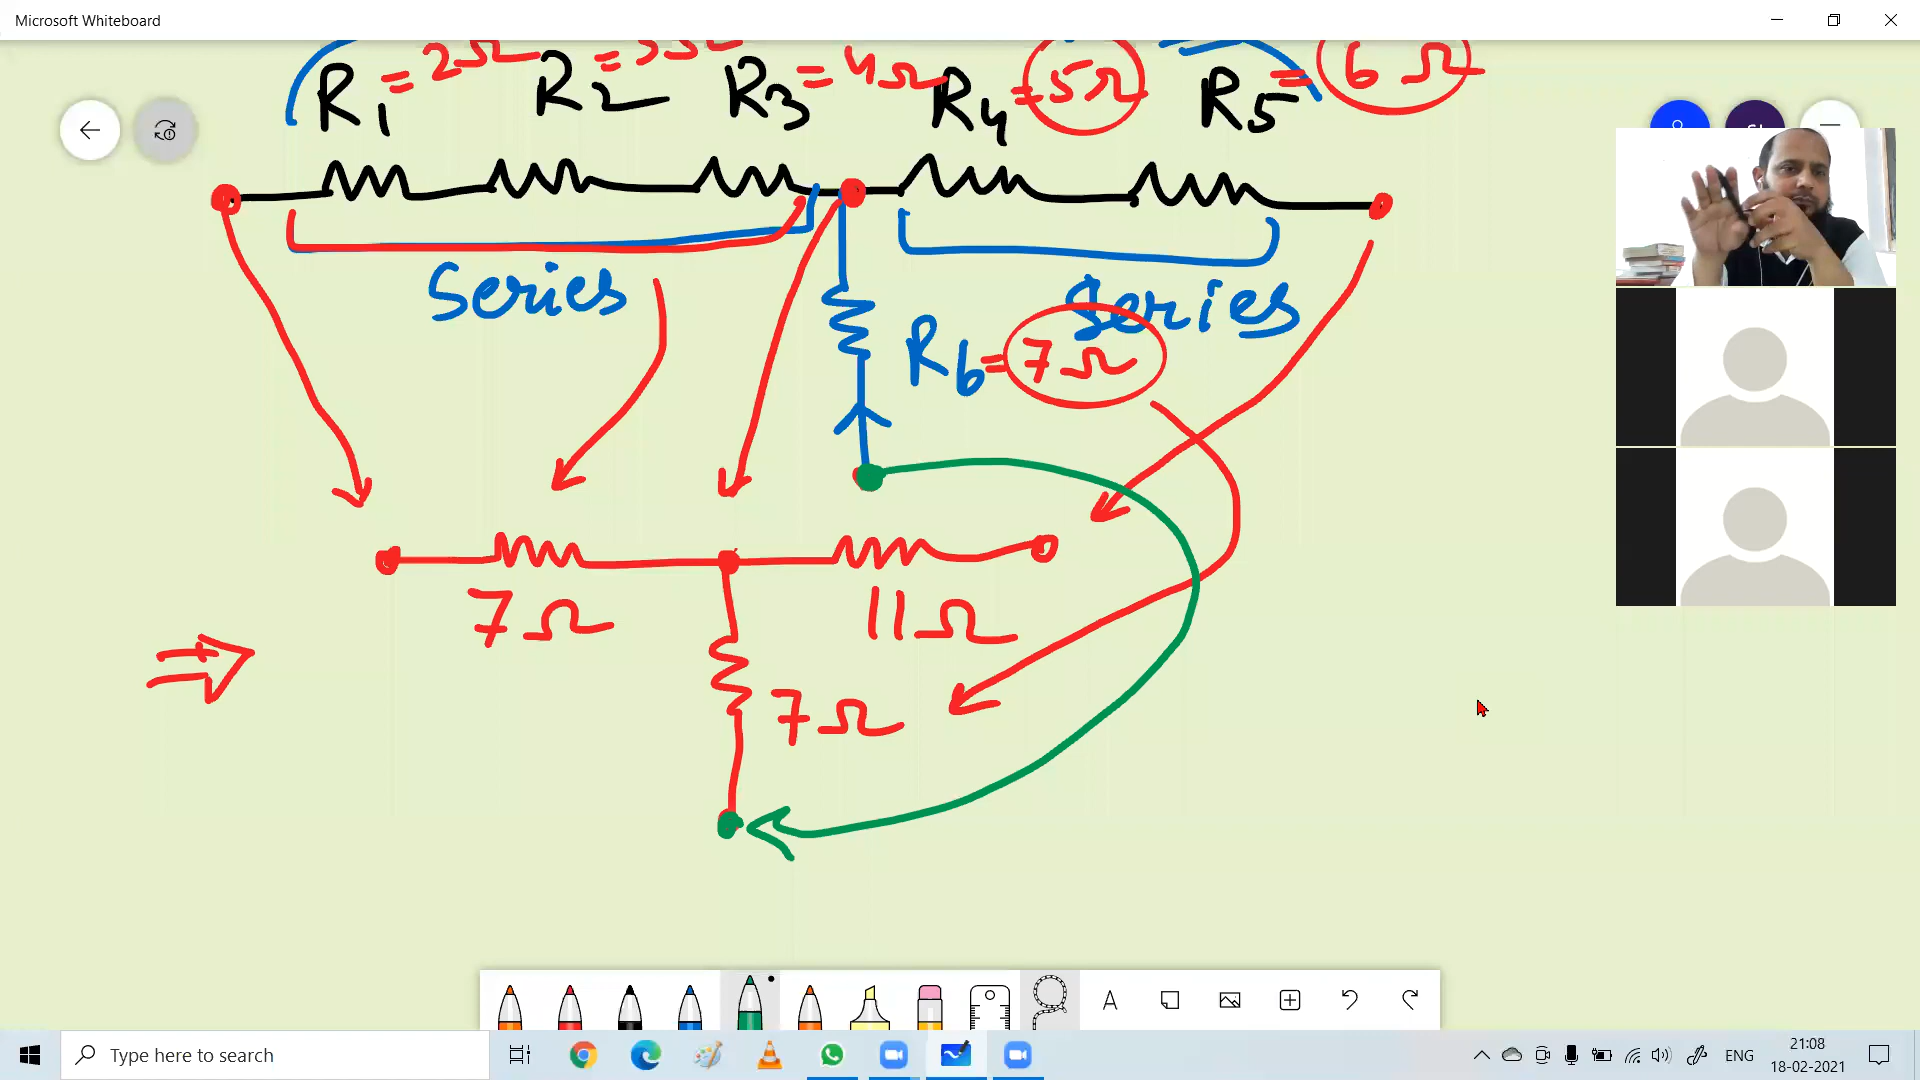 Microsoft Whiteboard
R1 = 2Ω R2 = 3Ω R3 = 4Ω R4 = 5Ω R5 = 6Ω
Series
Series
R6 = 7Ω
7Ω
11Ω
7Ω
A
Type here to search
ENG
21:08
18-02-2021